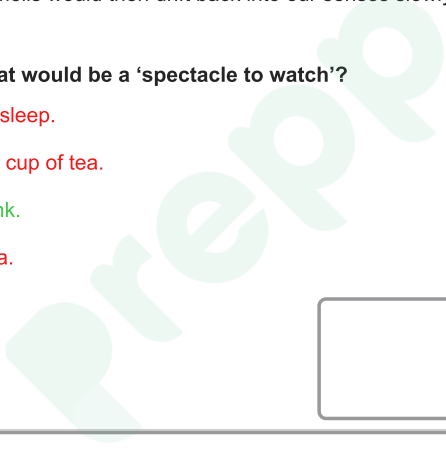 at would be a ‘spectacle to watch’?
sleep.
cup of tea.
nk.
a.
prepp